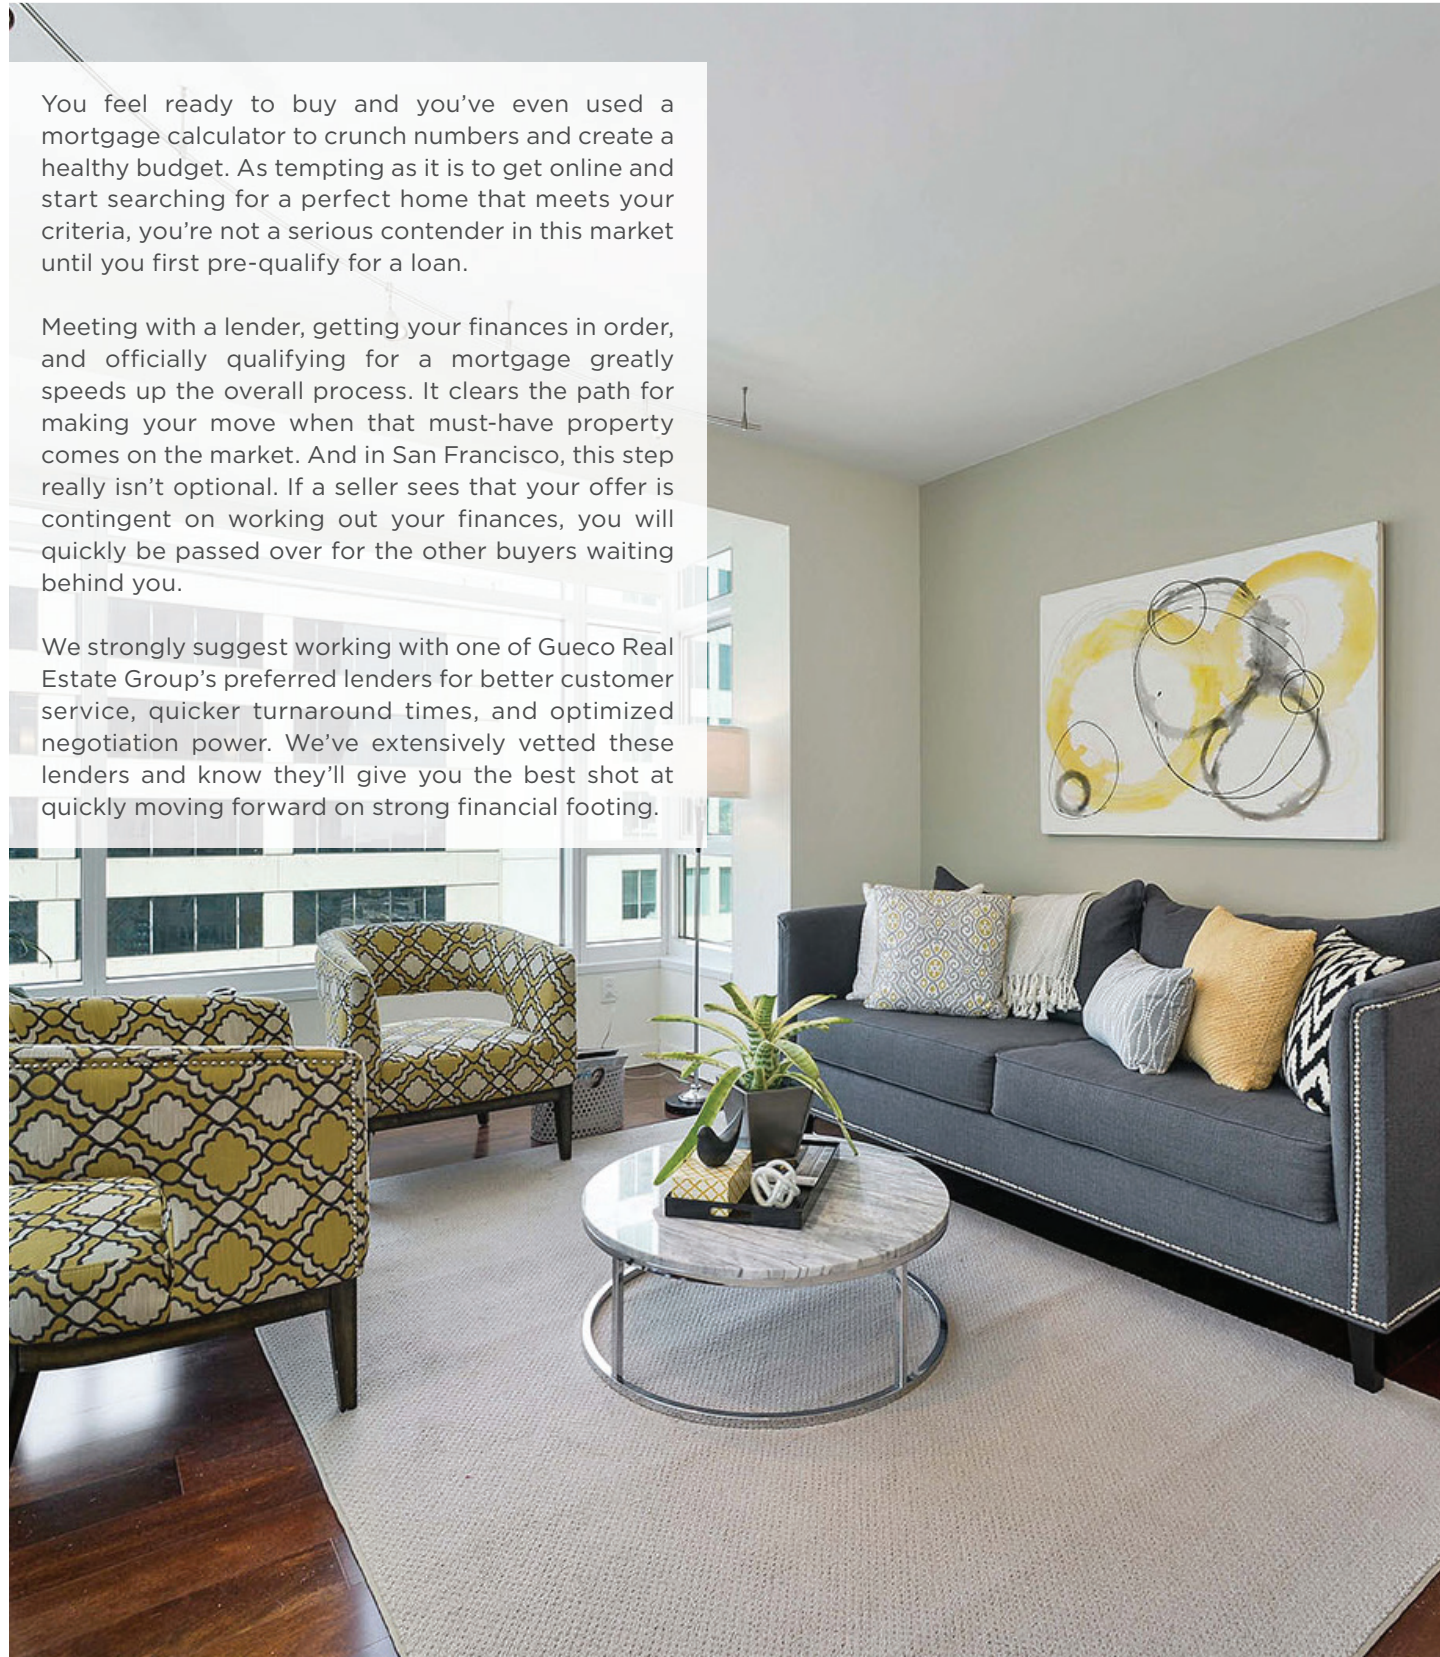 You feel ready to buy and you’ve even used a
mortgage calculator to crunch numbers and create a
healthy budget. As tempting as it is to get online and
start searching for a perfect home that meets your
criteria, you’re not a serious contender in this market
until you first pre-qualify for a loan.
Meeting with a lender, getting your finances in order,
and officially qualifying for a mortgage greatly
speeds up the overall process. It clears the path for
making your move when that must-have property
comes on the market. And in San Francisco, this step
really isn’t optional. If a seller sees that your offer is
contingent on working out your finances, you will
quickly be passed over for the other buyers waiting
behind you.
We strongly suggest working with one of Gueco Real
Estate Group’s preferred lenders for better customer
service, quicker turnaround times, and optimized
negotiation power. We’ve extensively vetted these
lenders and know they’ll give you the best shot at
quickly moving forward on strong financial footing.